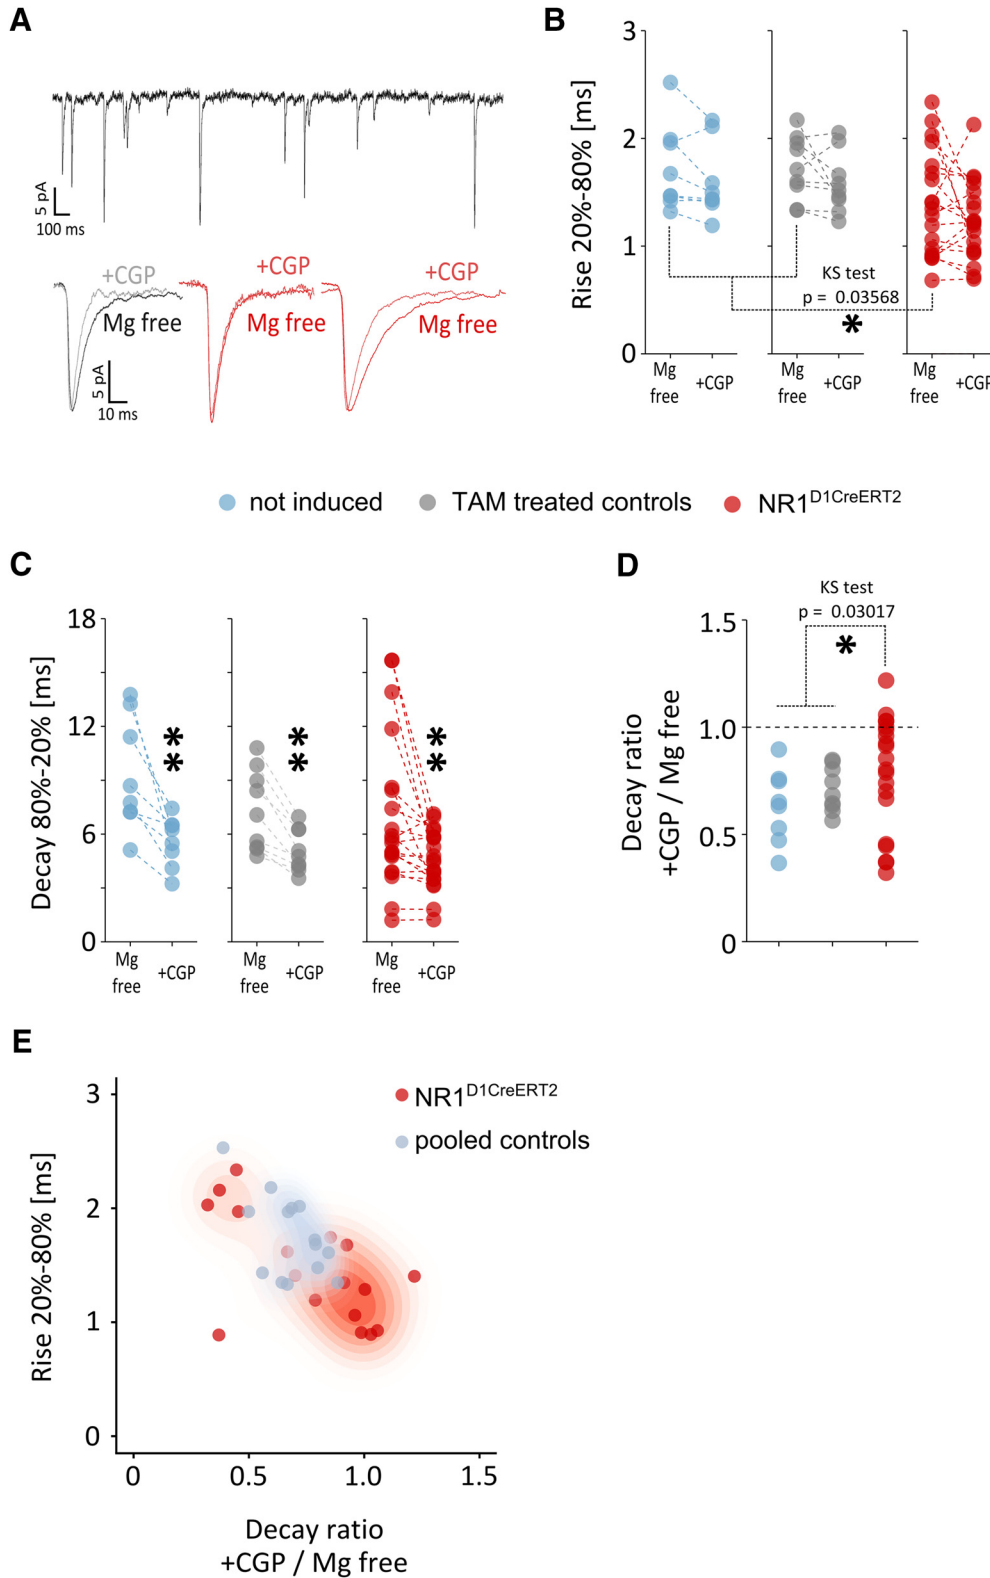 A
5 pA
100 ms
+CGP
Mg free
+CGP
Mg free
+CGP
Mg free
5 pA
10 ms
B
Rise 20%-80% [ms]
3
2
1
0
KS test
p = 0.03568
*
Mg free
+CGP
Mg free
+CGP
Mg free
+CGP
not induced
TAM treated controls
NR1D1CreERT2
C
Decay 80%-20% [ms]
18
12
6
0
**
**
**
Mg free
+CGP
Mg free
+CGP
Mg free
+CGP
D
Decay ratio
+CGP / Mg free
KS test
p = 0.03017
*
1.5
1.0
0.5
0
E
Rise 20%-80% [ms]
3
2
1
0
NR1D1CreERT2
pooled controls
0 0.5 1.0 1.5
Decay ratio
+CGP / Mg free